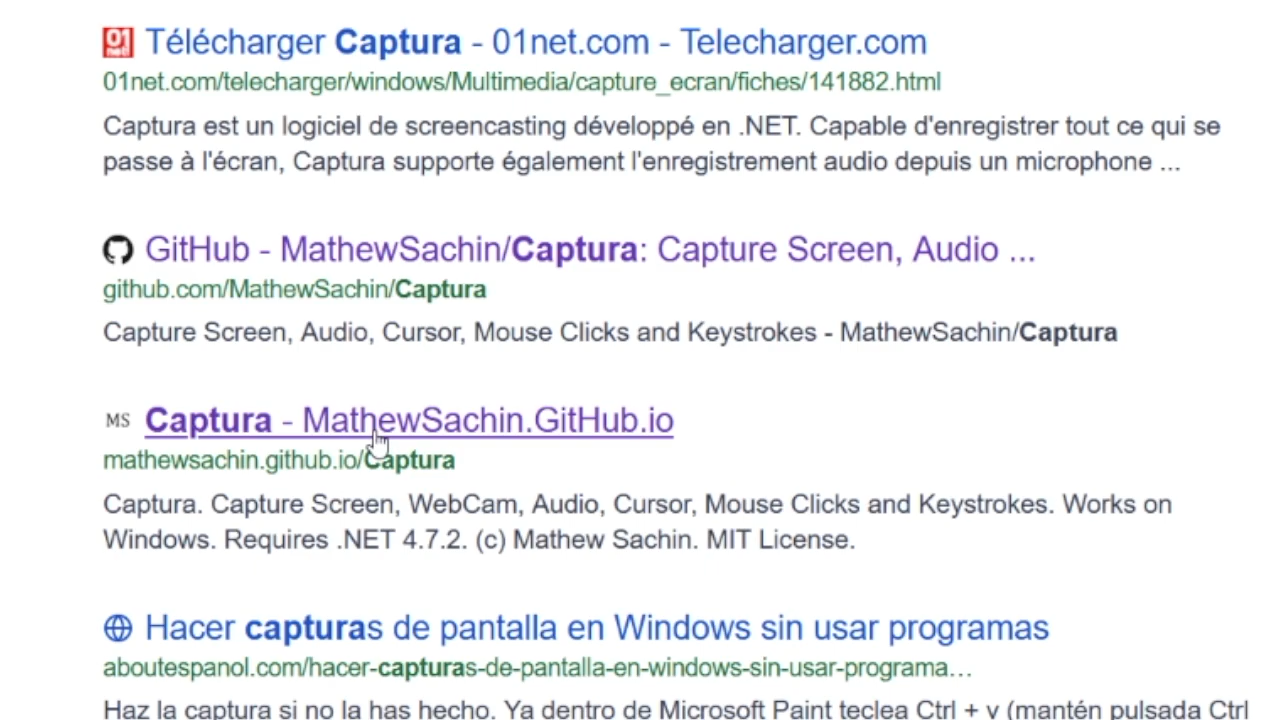 01 net.
Télécharger Captura - 01net.com - Telecharger.com
01net.com/telecharger/windows/Multimedia/capture_ecran/fiches/141882.html
Captura est un logiciel de screencasting développé en .NET. Capable d'enregistrer tout ce qui se
passe à l'écran, Captura supporte également l'enregistrement audio depuis un microphone ...
GitHub - MathewSachin/Captura: Capture Screen, Audio ...
github.com/MathewSachin/Captura
Capture Screen, Audio, Cursor, Mouse Clicks and Keystrokes - MathewSachin/Captura
MS Captura - MathewSachin.GitHub.io
mathewsachin.github.io/Captura
Captura. Capture Screen, WebCam, Audio, Cursor, Mouse Clicks and Keystrokes. Works on
Windows. Requires .NET 4.7.2. (c) Mathew Sachin. MIT License.
Hacer capturas de pantalla en Windows sin usar programas
aboutespanol.com/hacer-capturas-de-pantalla-en-windows-sin-usar-programa...
Haz la captura si no la has hecho. Ya dentro de Microsoft Paint teclea Ctrl + v (mantén pulsada Ctrl